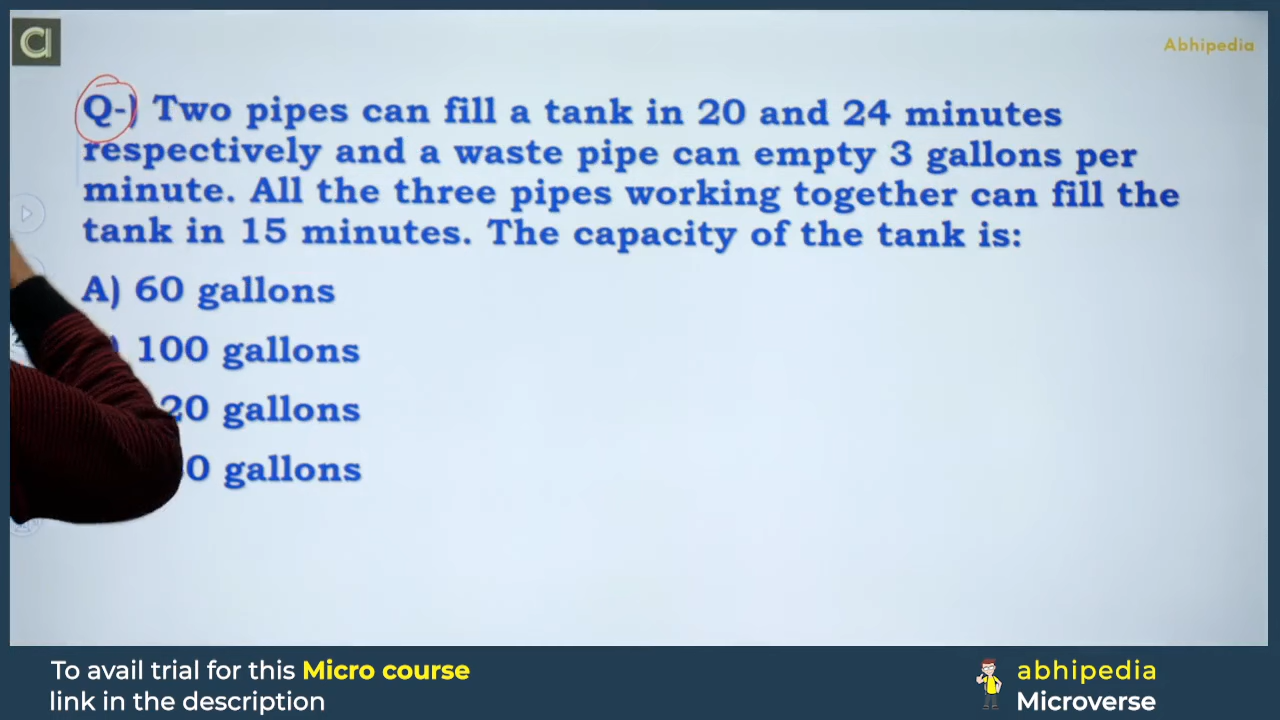 Abhipedia
Q-) Two pipes can fill a tank in 20 and 24 minutes
respectively and a waste pipe can empty 3 gallons per
minute. All the three pipes working together can fill the
tank in 15 minutes. The capacity of the tank is:
A) 60 gallons
) 100 gallons
20 gallons
0 gallons
To avail trial for this Micro course
link in the description
abhipedia
Microverse